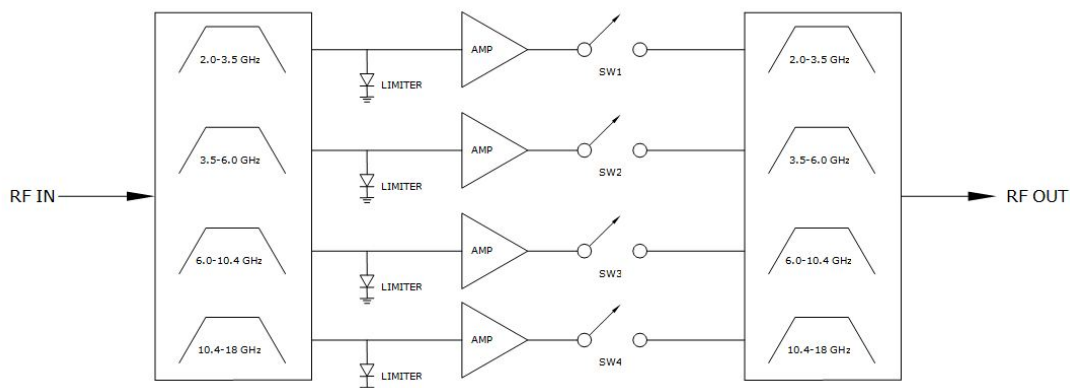 2.0-3.5 GHz
LIMITER
AMP
SW1
2.0-3.5 GHz
3.5-6.0 GHz
LIMITER
AMP
SW2
3.5-6.0 GHz
RF IN
RF OUT
6.0-10.4 GHz
LIMITER
AMP
SW3
6.0-10.4 GHz
10.4-18 GHz
LIMITER
AMP
SW4
10.4-18 GHz